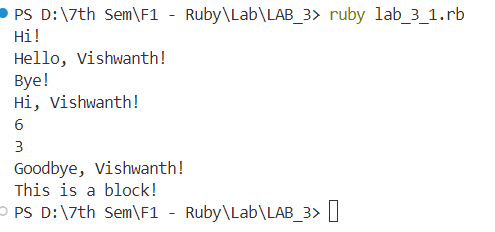 PS D:\7th Sem\F1 - Ruby\Lab\LAB_3> ruby lab_3_1.rb
Hi!
Hello, Vishwanth!
Bye!
Hi, Vishwanth!
6
3
Goodbye, Vishwanth!
This is a block!
PS D:\7th Sem\F1 - Ruby\Lab\LAB_3>